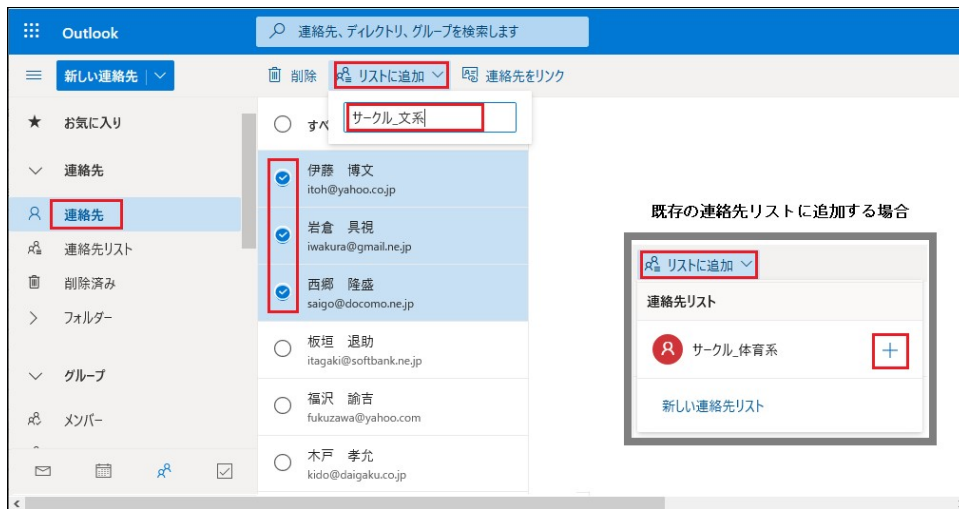 Outlook
連絡先、ディレクトリ、グループを検索します
新しい連絡先
削除
リストに追加
連絡先をリンク
サークル_文系
すべ
お気に入り
連絡先
連絡先
連絡先リスト
削除済み
フォルダー
グループ
メンバー
伊藤 博文
itoh@yahoo.co.jp
岩倉 具視
iwakura@gmail.ne.jp
西郷 隆盛
saigo@docomo.ne.jp
板垣 退助
itagaki@softbank.ne.jp
福沢 諭吉
fukuzawa@yahoo.com
木戸 孝允
kido@daigaku.co.jp
既存の連絡先リストに追加する場合
リストに追加
連絡先リスト
サークル_体育系
新しい連絡先リスト